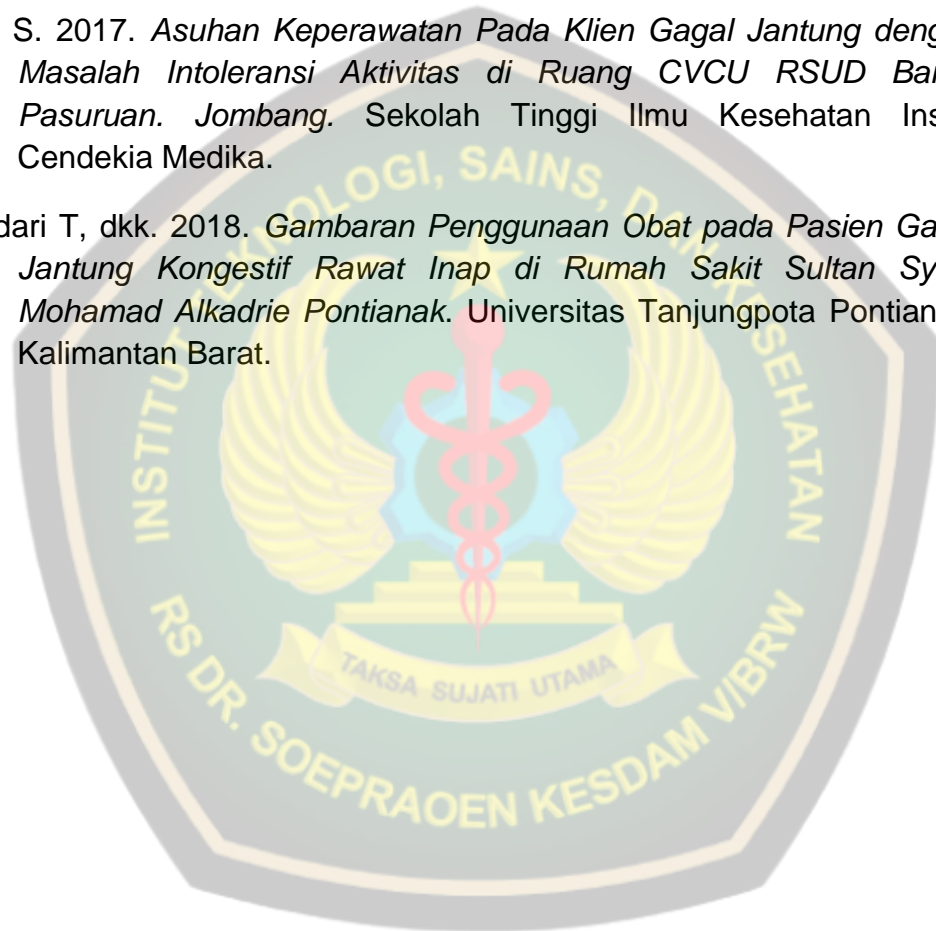 S. 2017. Asuhan Keperawatan Pada Klien Gagal Jantung deng
Masalah Intoleransi Aktivitas di Ruang CVCU RSUD Ba
Pasuruan. Jombang. Sekolah Tinggi Ilmu Kesehatan Ins
Cendekia Medika.
dari T, dkk. 2018. Gambaran Penggunaan Obat pada Pasien Ga
Jantung Kongestif Rawat Inap di Rumah Sakit Sultan Sy
Mohamad Alkadrie Pontianak. Universitas Tanjungpota Pontian
Kalimantan Barat.
INSTITUT TEKNOLOGI, SAINS, DAN KESEHATAN
TAKSA SUJATI UTAMA
RS DR. SOEPRAOEN KESDAM V/BRW